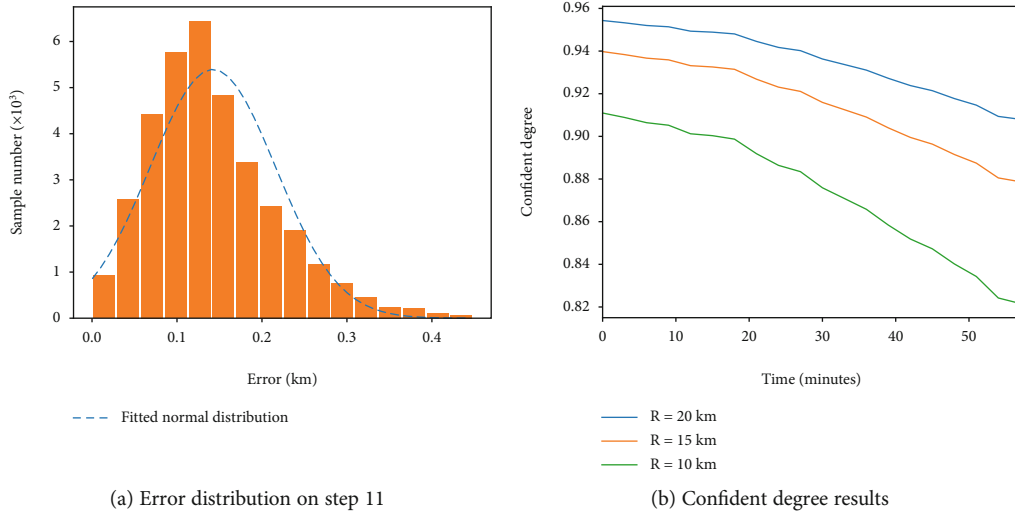 6
5
4
3
2
1
0
Sample number (×10³)
0.0 0.1 0.2 0.3 0.4
Error (km)
Fitted normal distribution
(a) Error distribution on step 11
0.96
0.94
0.92
0.90
0.88
0.86
0.84
0.82
Confident degree
0 10 20 30 40 50
Time (minutes)
R = 20 km
R = 15 km
R = 10 km
(b) Confident degree results